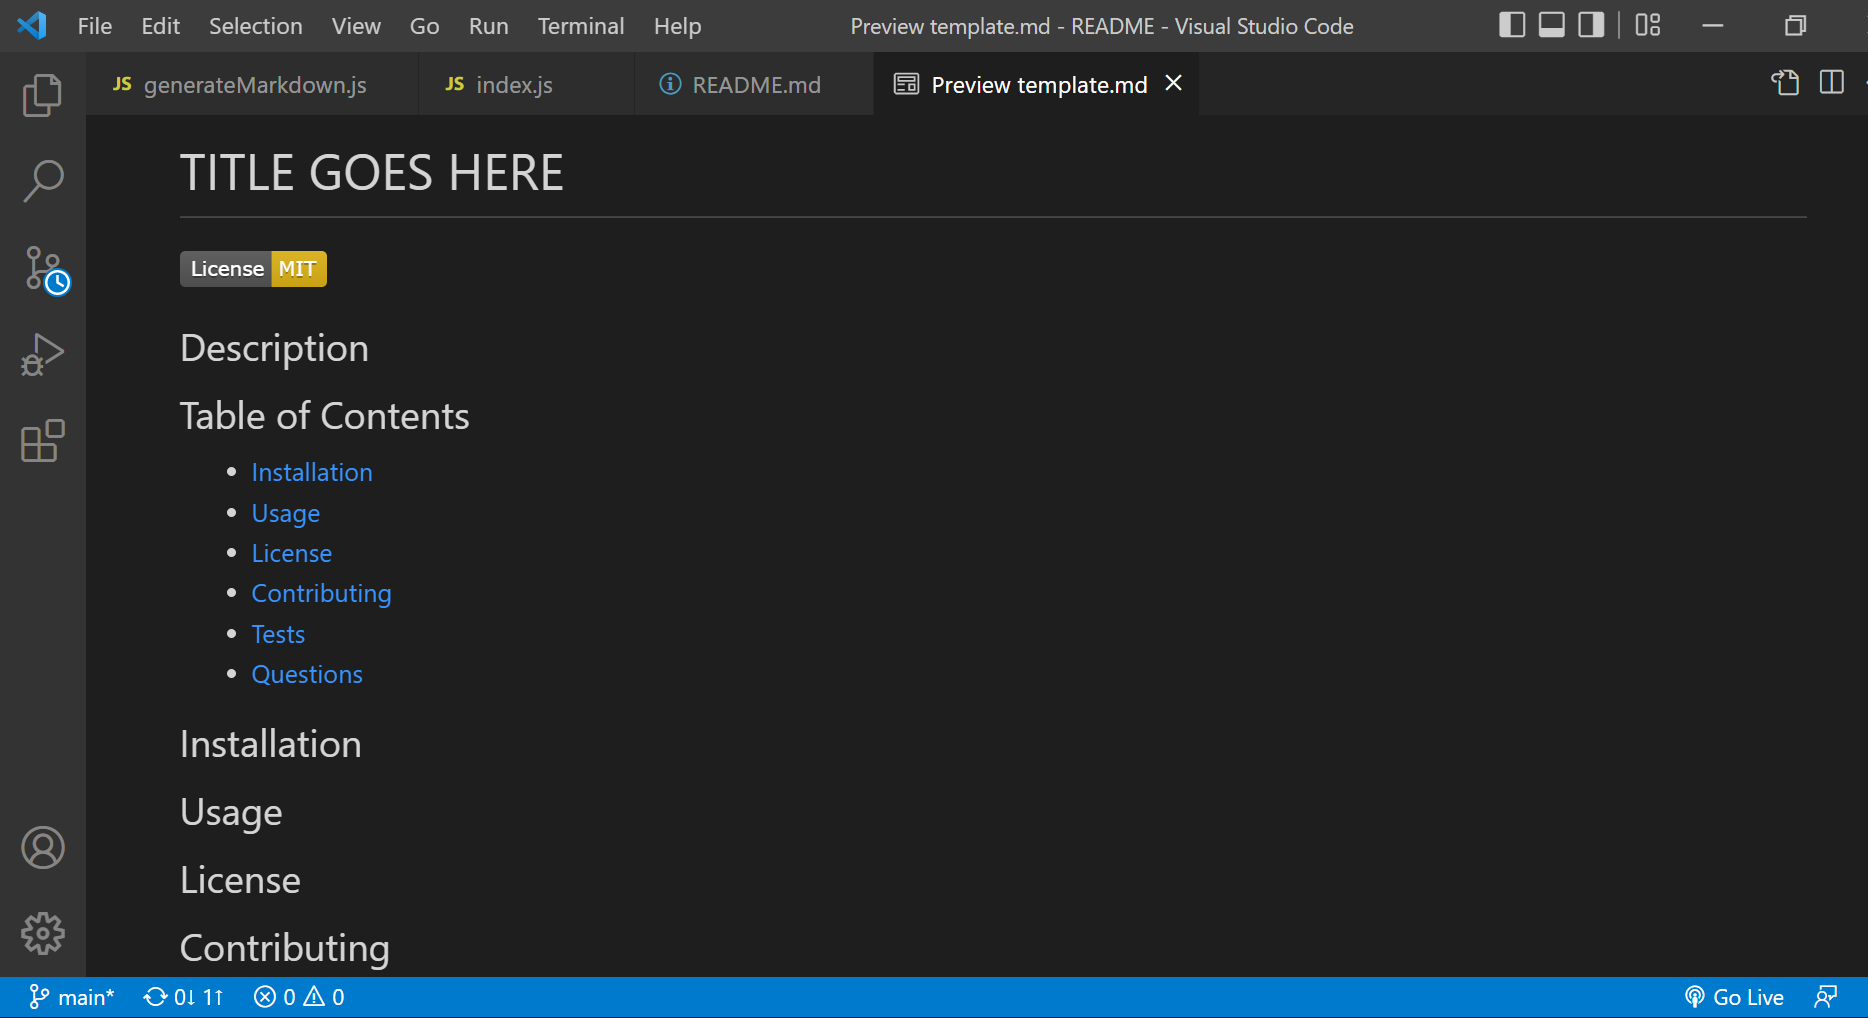 File Edit Selection View Go Run Terminal Help Preview template.md - README - Visual Studio Code
JS generateMarkdown.js JS index.js README.md Preview template.md
TITLE GOES HERE
License MIT
Description
Table of Contents
• Installation
• Usage
• License
• Contributing
• Tests
• Questions
Installation
Usage
License
Contributing
main* 0↓ 1↑ 0 0 Go Live